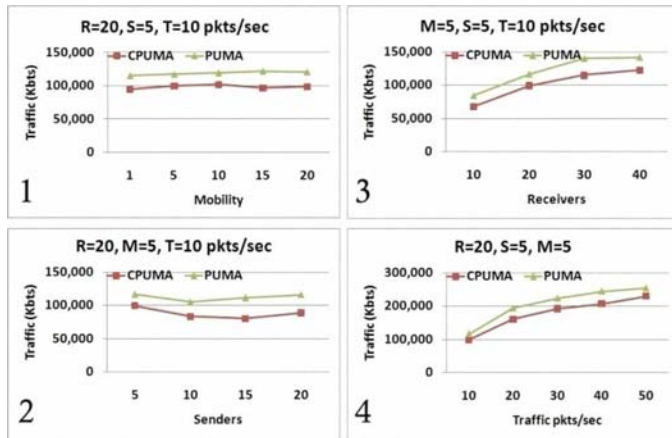 R=20, S=5, T=10 pkts/sec
150,000
CPUMA PUMA
100,000
50,000
0
Traffic (Kbts)
1 5 10 15 20
Mobility
1
M=5, S=5, T=10 pkts/sec
150,000
CPUMA PUMA
100,000
50,000
0
Traffic (Kbts)
10 20 30 40
Receivers
3
R=20, M=5, T=10 pkts/sec
150,000
CPUMA PUMA
100,000
50,000
0
Traffic (Kbts)
5 10 15 20
Senders
2
R=20, S=5, M=5
300,000
CPUMA PUMA
200,000
100,000
0
Traffic (Kbts)
10 20 30 40 50
Traffic pkts/sec
4